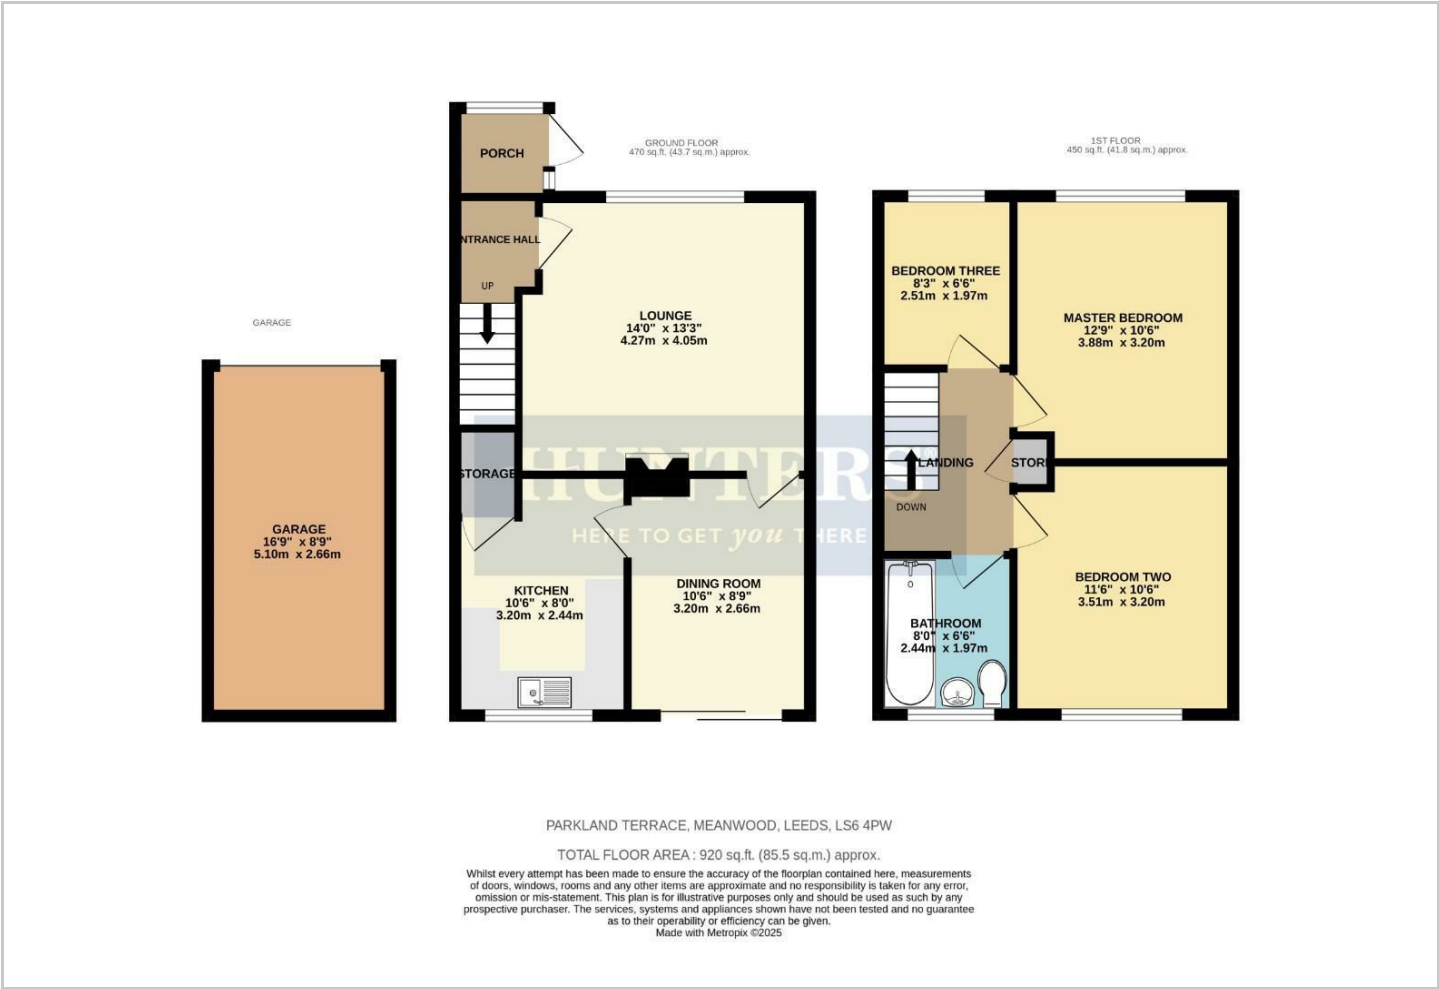 PORCH
GROUND FLOOR
470 sq.ft. (43.7 sq.m.) approx.
1ST FLOOR
450 sq.ft. (41.8 sq.m.) approx.
NTRANCE HALL
UP
LOUNGE
14'0" x 13'3"
4.27m x 4.05m
BEDROOM THREE
8'3" x 6'6"
2.51m x 1.97m
MASTER BEDROOM
12'9" x 10'6"
3.88m x 3.20m
GARAGE
GARAGE
16'9" x 8'9"
5.10m x 2.66m
STORAGE
HUNTERS
HERE TO GET you THERE
LANDING
STOR
DOWN
KITCHEN
10'6" x 8'0"
3.20m x 2.44m
DINING ROOM
10'6" x 8'9"
3.20m x 2.66m
BEDROOM TWO
11'6" x 10'6"
3.51m x 3.20m
BATHROOM
8'0" x 6'6"
2.44m x 1.97m
PARKLAND TERRACE, MEANWOOD, LEEDS, LS6 4PW
TOTAL FLOOR AREA : 920 sq.ft. (85.5 sq.m.) approx.
Whilst every attempt has been made to ensure the accuracy of the floorplan contained here, measurements
of doors, windows, rooms and any other items are approximate and no responsibility is taken for any error,
omission or mis-statement. This plan is for illustrative purposes only and should be used as such by any
prospective purchaser. The services, systems and appliances shown have not been tested and no guarantee
as to their operability or efficiency can be given.
Made with Metropix ©2025